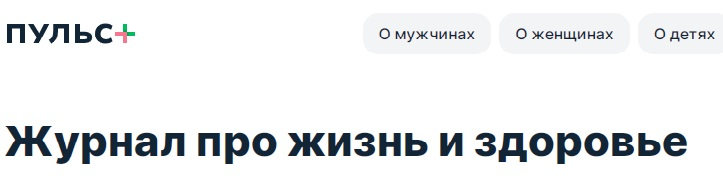 ПУЛЬС+
О мужчинах О женщинах О детях
Журнал про жизнь и здоровье